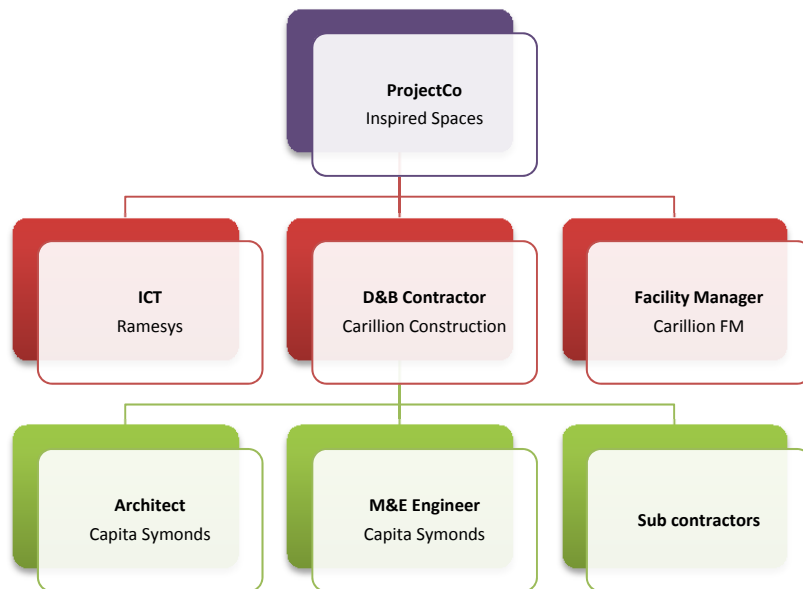 ProjectCo
Inspired Spaces
ICT
Ramesys
D&B Contractor
Carillion Construction
Facility Manager
Carillion FM
Architect
Capita Symonds
M&E Engineer
Capita Symonds
Sub contractors